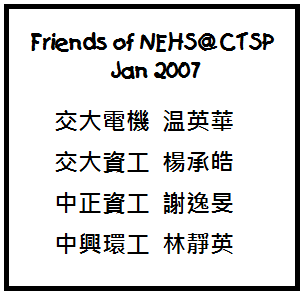 Friends of NEHS@CTSP
Jan 2007
交大電機 溫英華
交大資工 楊承皓
中正資工 謝逸旻
中興環工 林靜英